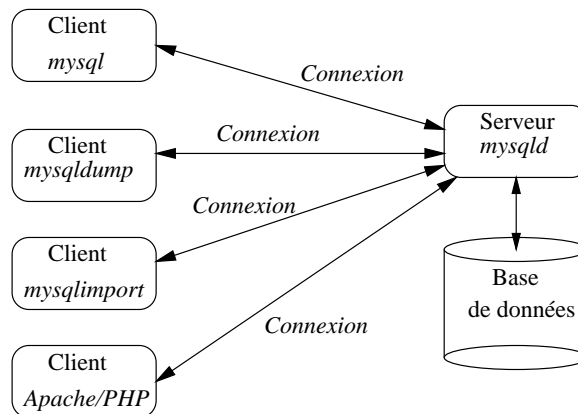 Client
mysql
Connexion
Client
mysqldump
Connexion
Serveur
mysqld
Client
mysqlimport
Connexion
Base
de données
Client
Apache/PHP
Connexion